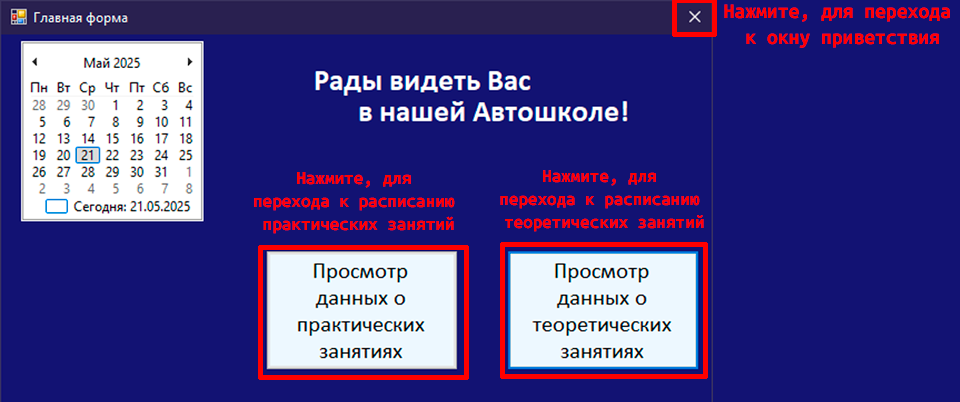 Главная форма
Нажмите, для перехода
к окну приветствия
Май 2025
Пн Вт Ср Чт Пт Сб Вс
28 29 30 1 2 3 4
5 6 7 8 9 10 11
12 13 14 15 16 17 18
19 20 21 22 23 24 25
26 27 28 29 30 31 1
2 3 4 5 6 7 8
Сегодня: 21.05.2025
Рады видеть Вас
в нашей Автошколе!
Нажмите, для
перехода к расписанию
практических занятий
Нажмите, для
перехода к расписанию
теоретических занятий
Просмотр
данных о
практических
занятиях
Просмотр
данных о
теоретических
занятиях